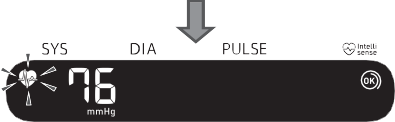 SYS DIA PULSE Intelli
sense
76 OK
mmHg